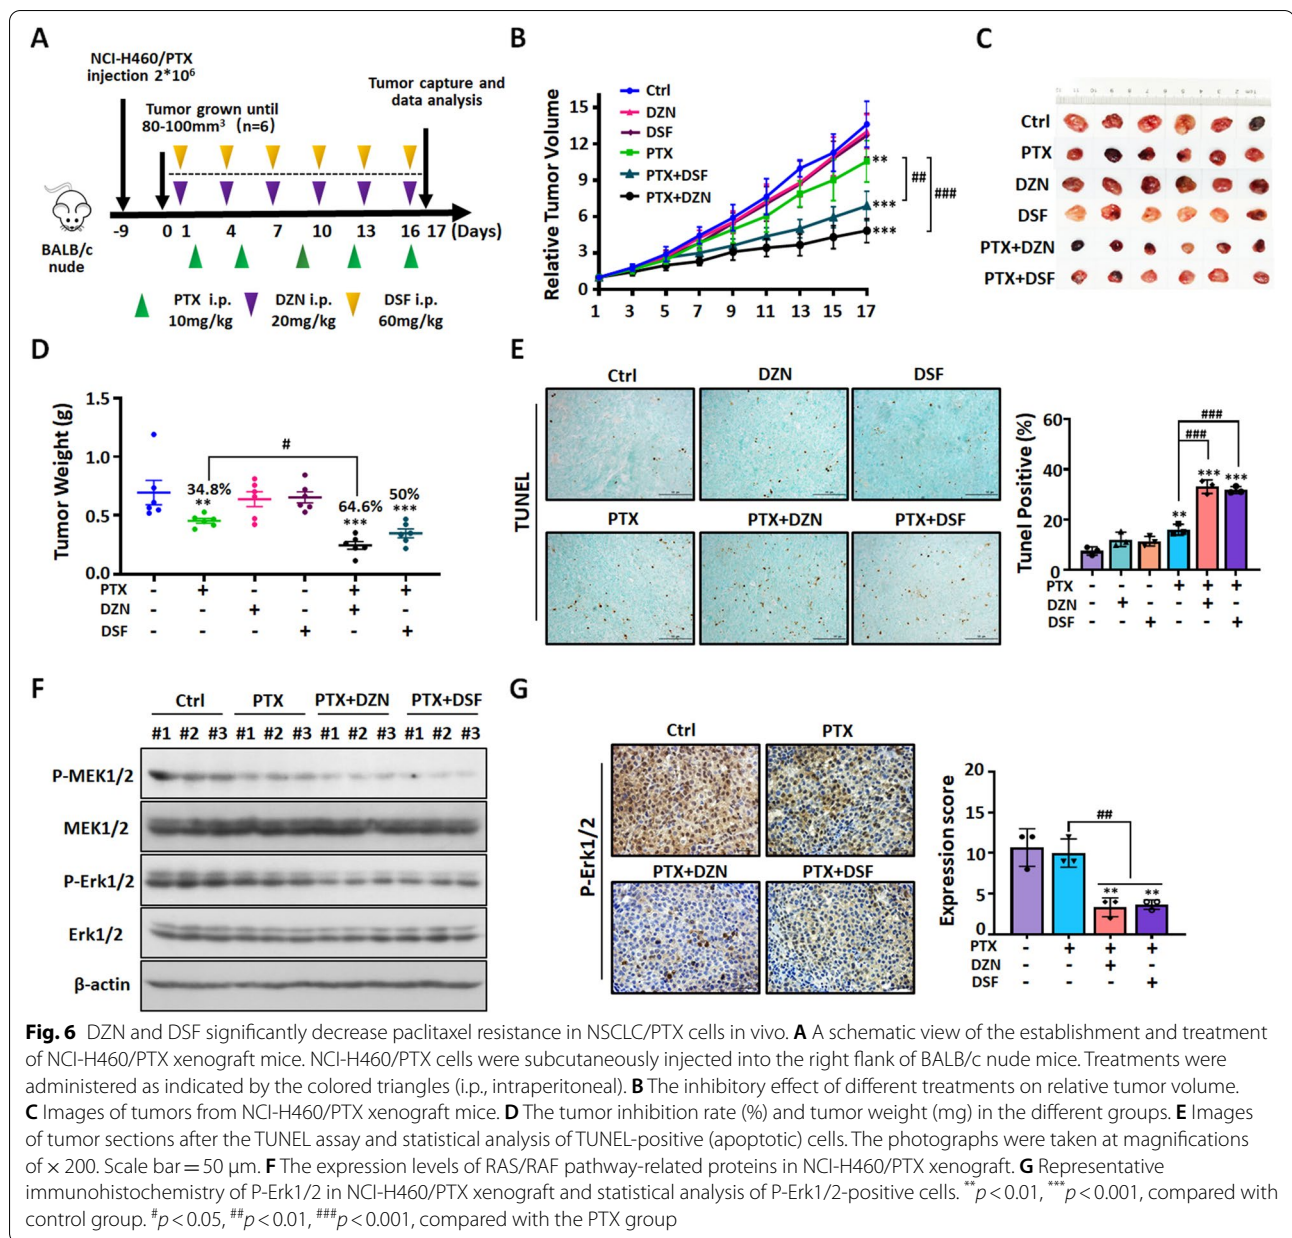 A
NCI-H460/PTX
injection 2*10⁶
Tumor grown until
80-100mm³ (n=6)
Tumor capture and
data analysis
BALB/c
nude
-9 0 1 4 7 10 13 16 17 (Days)
PTX i.p.
10mg/kg
DZN i.p.
20mg/kg
DSF i.p.
60mg/kg
B
Relative Tumor Volume
15
12
9
6
3
0
1 3 5 7 9 11 13 15 17
Ctrl
DZN
DSF
PTX
PTX+DSF
PTX+DZN
**
***
***
##
###
C
Ctrl
PTX
DZN
DSF
PTX+DZN
PTX+DSF
D
Tumor Weight (g)
1.5
1.0
0.5
0.0
34.8%
**
#
64.6%
***
50%
***
PTX - + - - + +
DZN - - + - + -
DSF - - - + - +
E
TUNEL
Ctrl DZN DSF
PTX PTX+DZN PTX+DSF
Tunel Positive (%)
60
40
20
0
**
***
***
###
###
PTX - - - + + +
DZN - + - - + -
DSF - - + - - +
F
Ctrl PTX PTX+DZN PTX+DSF
#1 #2 #3 #1 #2 #3 #1 #2 #3 #1 #2 #3
P-MEK1/2
MEK1/2
P-Erk1/2
Erk1/2
β-actin
G
P-Erk1/2
Ctrl PTX
PTX+DZN PTX+DSF
Expression score
20
15
10
5
0
##
** **
PTX - + + +
DZN - - + -
DSF - - - +
Fig. 6 DZN and DSF significantly decrease paclitaxel resistance in NSCLC/PTX cells in vivo. A A schematic view of the establishment and treatment
of NCI-H460/PTX xenograft mice. NCI-H460/PTX cells were subcutaneously injected into the right flank of BALB/c nude mice. Treatments were
administered as indicated by the colored triangles (i.p., intraperitoneal). B The inhibitory effect of different treatments on relative tumor volume.
C Images of tumors from NCI-H460/PTX xenograft mice. D The tumor inhibition rate (%) and tumor weight (mg) in the different groups. E Images
of tumor sections after the TUNEL assay and statistical analysis of TUNEL-positive (apoptotic) cells. The photographs were taken at magnifications
of × 200. Scale bar = 50 μm. F The expression levels of RAS/RAF pathway-related proteins in NCI-H460/PTX xenograft. G Representative
immunohistochemistry of P-Erk1/2 in NCI-H460/PTX xenograft and statistical analysis of P-Erk1/2-positive cells. **p < 0.01, ***p < 0.001, compared with
control group. #p < 0.05, ##p < 0.01, ###p < 0.001, compared with the PTX group